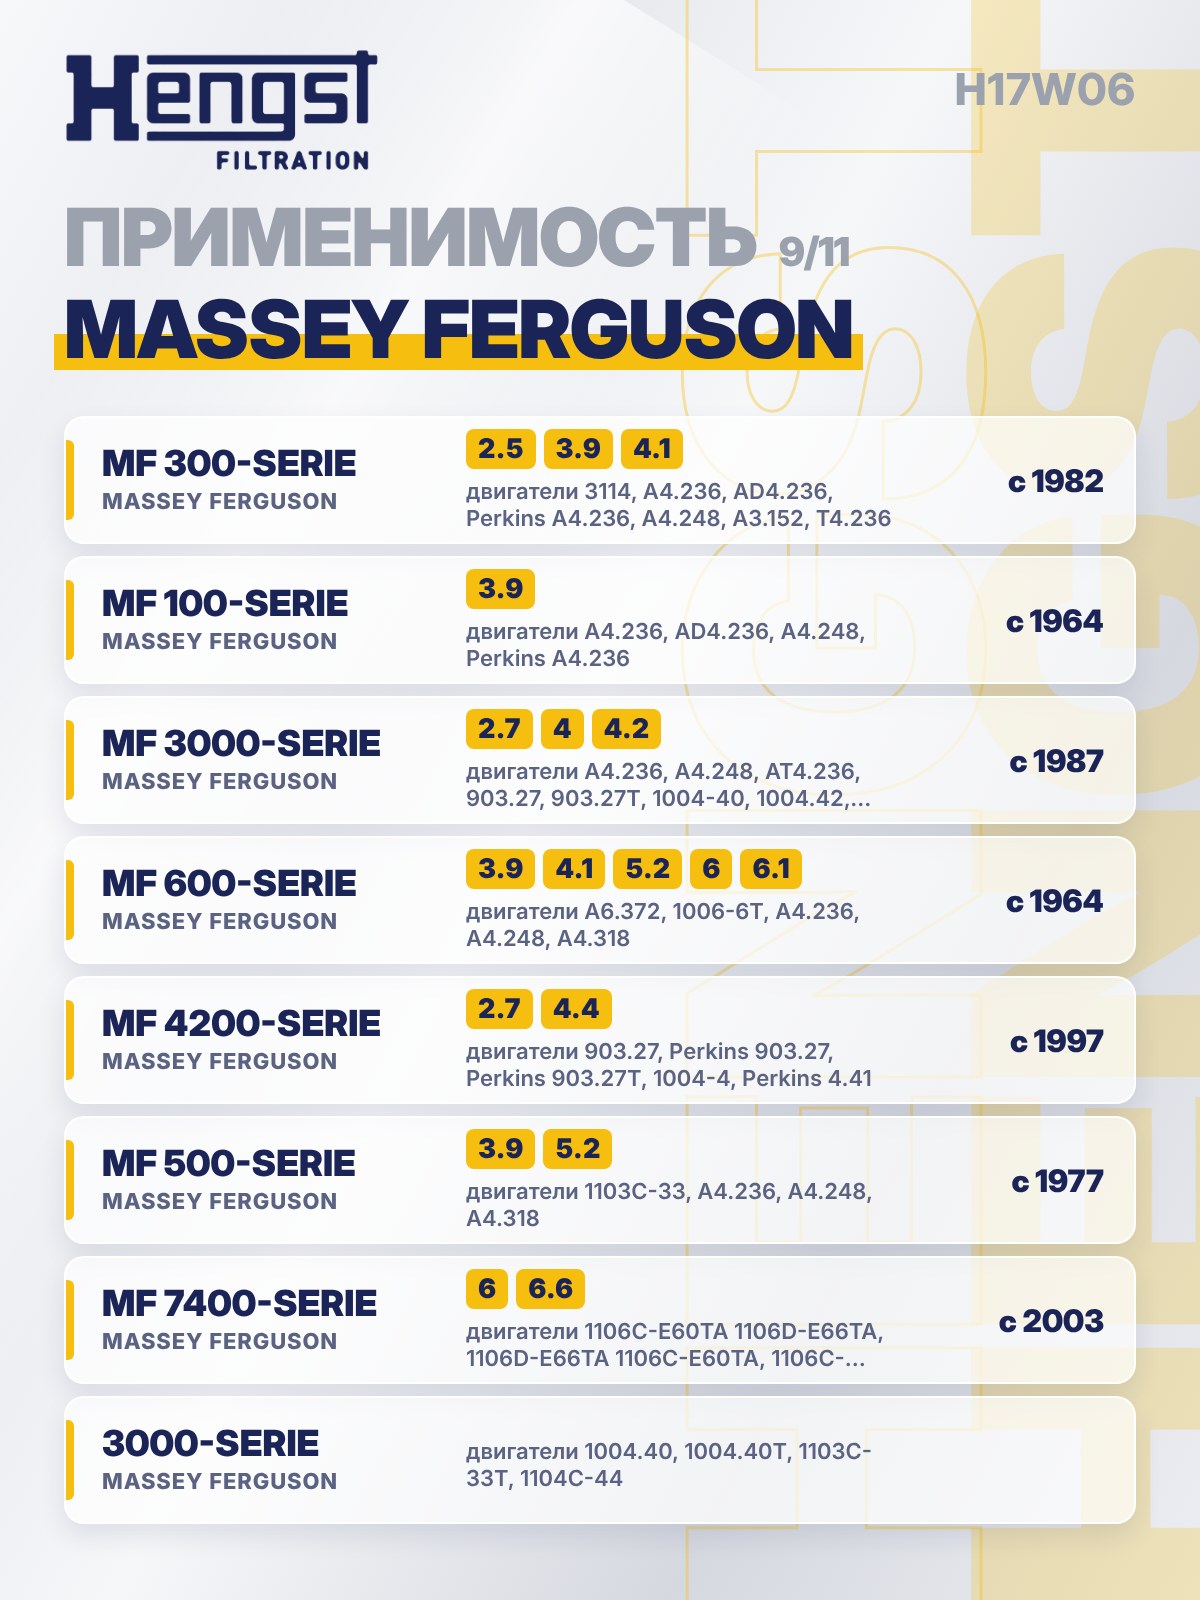 Hengst
FILTRATION
H17W06
ПРИМЕНИМОСТЬ 9/11
MASSEY FERGUSON
MF 300-SERIE
MASSEY FERGUSON
2.5 3.9 4.1
двигатели 3114, A4.236, AD4.236,
Perkins A4.236, A4.248, A3.152, T4.236
с 1982
MF 100-SERIE
MASSEY FERGUSON
3.9
двигатели A4.236, AD4.236, A4.248,
Perkins A4.236
с 1964
MF 3000-SERIE
MASSEY FERGUSON
2.7 4 4.2
двигатели A4.236, A4.248, AT4.236,
903.27, 903.27T, 1004-40, 1004.42,...
с 1987
MF 600-SERIE
MASSEY FERGUSON
3.9 4.1 5.2 6 6.1
двигатели A6.372, 1006-6T, A4.236,
A4.248, A4.318
с 1964
MF 4200-SERIE
MASSEY FERGUSON
2.7 4.4
двигатели 903.27, Perkins 903.27,
Perkins 903.27T, 1004-4, Perkins 4.41
с 1997
MF 500-SERIE
MASSEY FERGUSON
3.9 5.2
двигатели 1103C-33, A4.236, A4.248,
A4.318
с 1977
MF 7400-SERIE
MASSEY FERGUSON
6 6.6
двигатели 1106C-E60TA 1106D-E66TA,
1106D-E66TA 1106C-E60TA, 1106C-...
с 2003
3000-SERIE
MASSEY FERGUSON
двигатели 1004.40, 1004.40T, 1103C-
33T, 1104C-44
HENGST